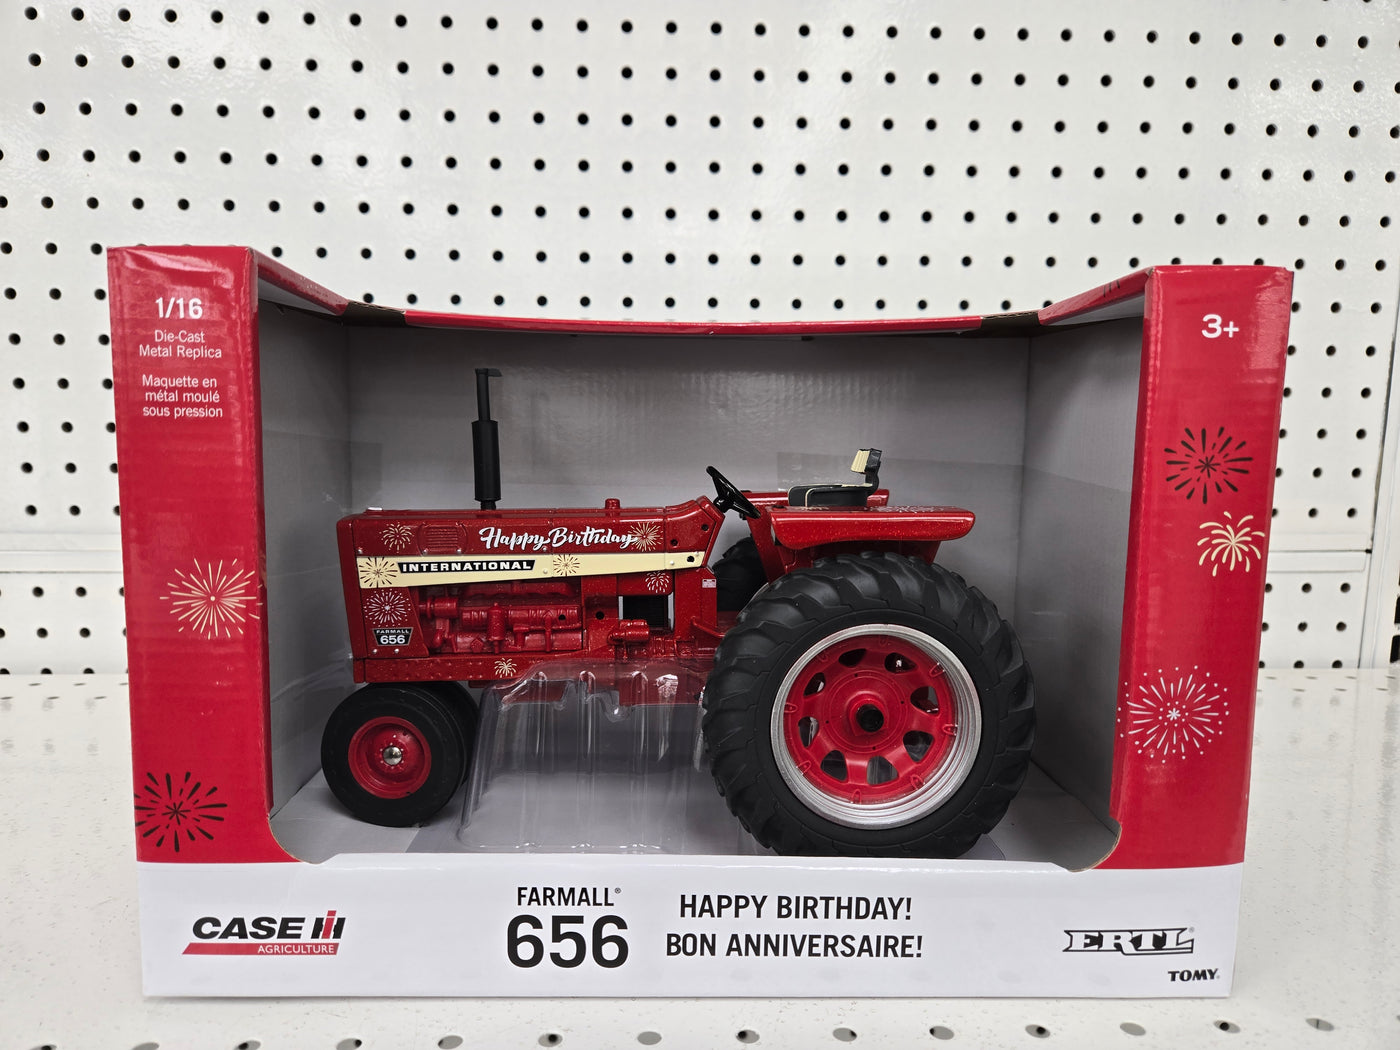 1/16
Die-Cast
Metal Replica
Maquette en
métal moulé
sous pression
3+
Happy Birthday
INTERNATIONAL
FARMALL
656
CASE IH
AGRICULTURE
FARMALL®
656
HAPPY BIRTHDAY!
BON ANNIVERSAIRE!
ERTL®
TOMY®